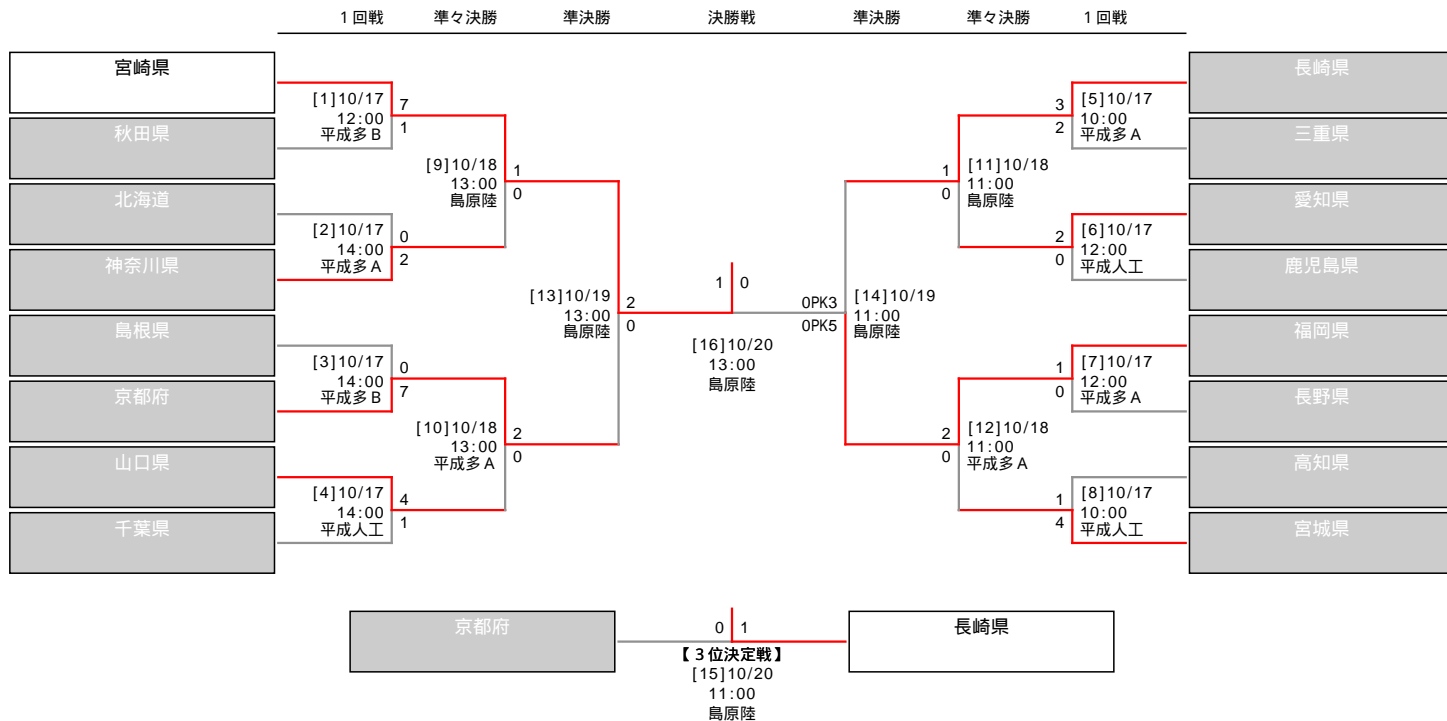 1回戦 準々決勝 準決勝 決勝戦 準決勝 準々決勝 1回戦
宮崎県
秋田県
北海道
神奈川県
島根県
京都府
山口県
千葉県
[1]10/17
12:00
平成多B
7
1
[2]10/17
14:00
平成多A
0
2
[3]10/17
14:00
平成多B
0
7
[4]10/17
14:00
平成人工
4
1
[9]10/18
13:00
島原陸
1
0
[10]10/18
13:00
平成多A
2
0
[13]10/19
13:00
島原陸
2
0
1 0
[16]10/20
13:00
島原陸
0PK3
0PK5
[14]10/19
11:00
島原陸
1
0
[11]10/18
11:00
島原陸
2
0
[12]10/18
11:00
平成多A
3
2
[5]10/17
10:00
平成多A
2
0
[6]10/17
12:00
平成人工
1
0
[7]10/17
12:00
平成多A
1
4
[8]10/17
10:00
平成人工
長崎県
三重県
愛知県
鹿児島県
福岡県
長野県
高知県
宮城県
京都府
0 1
長崎県
【3位決定戦】
[15]10/20
11:00
島原陸